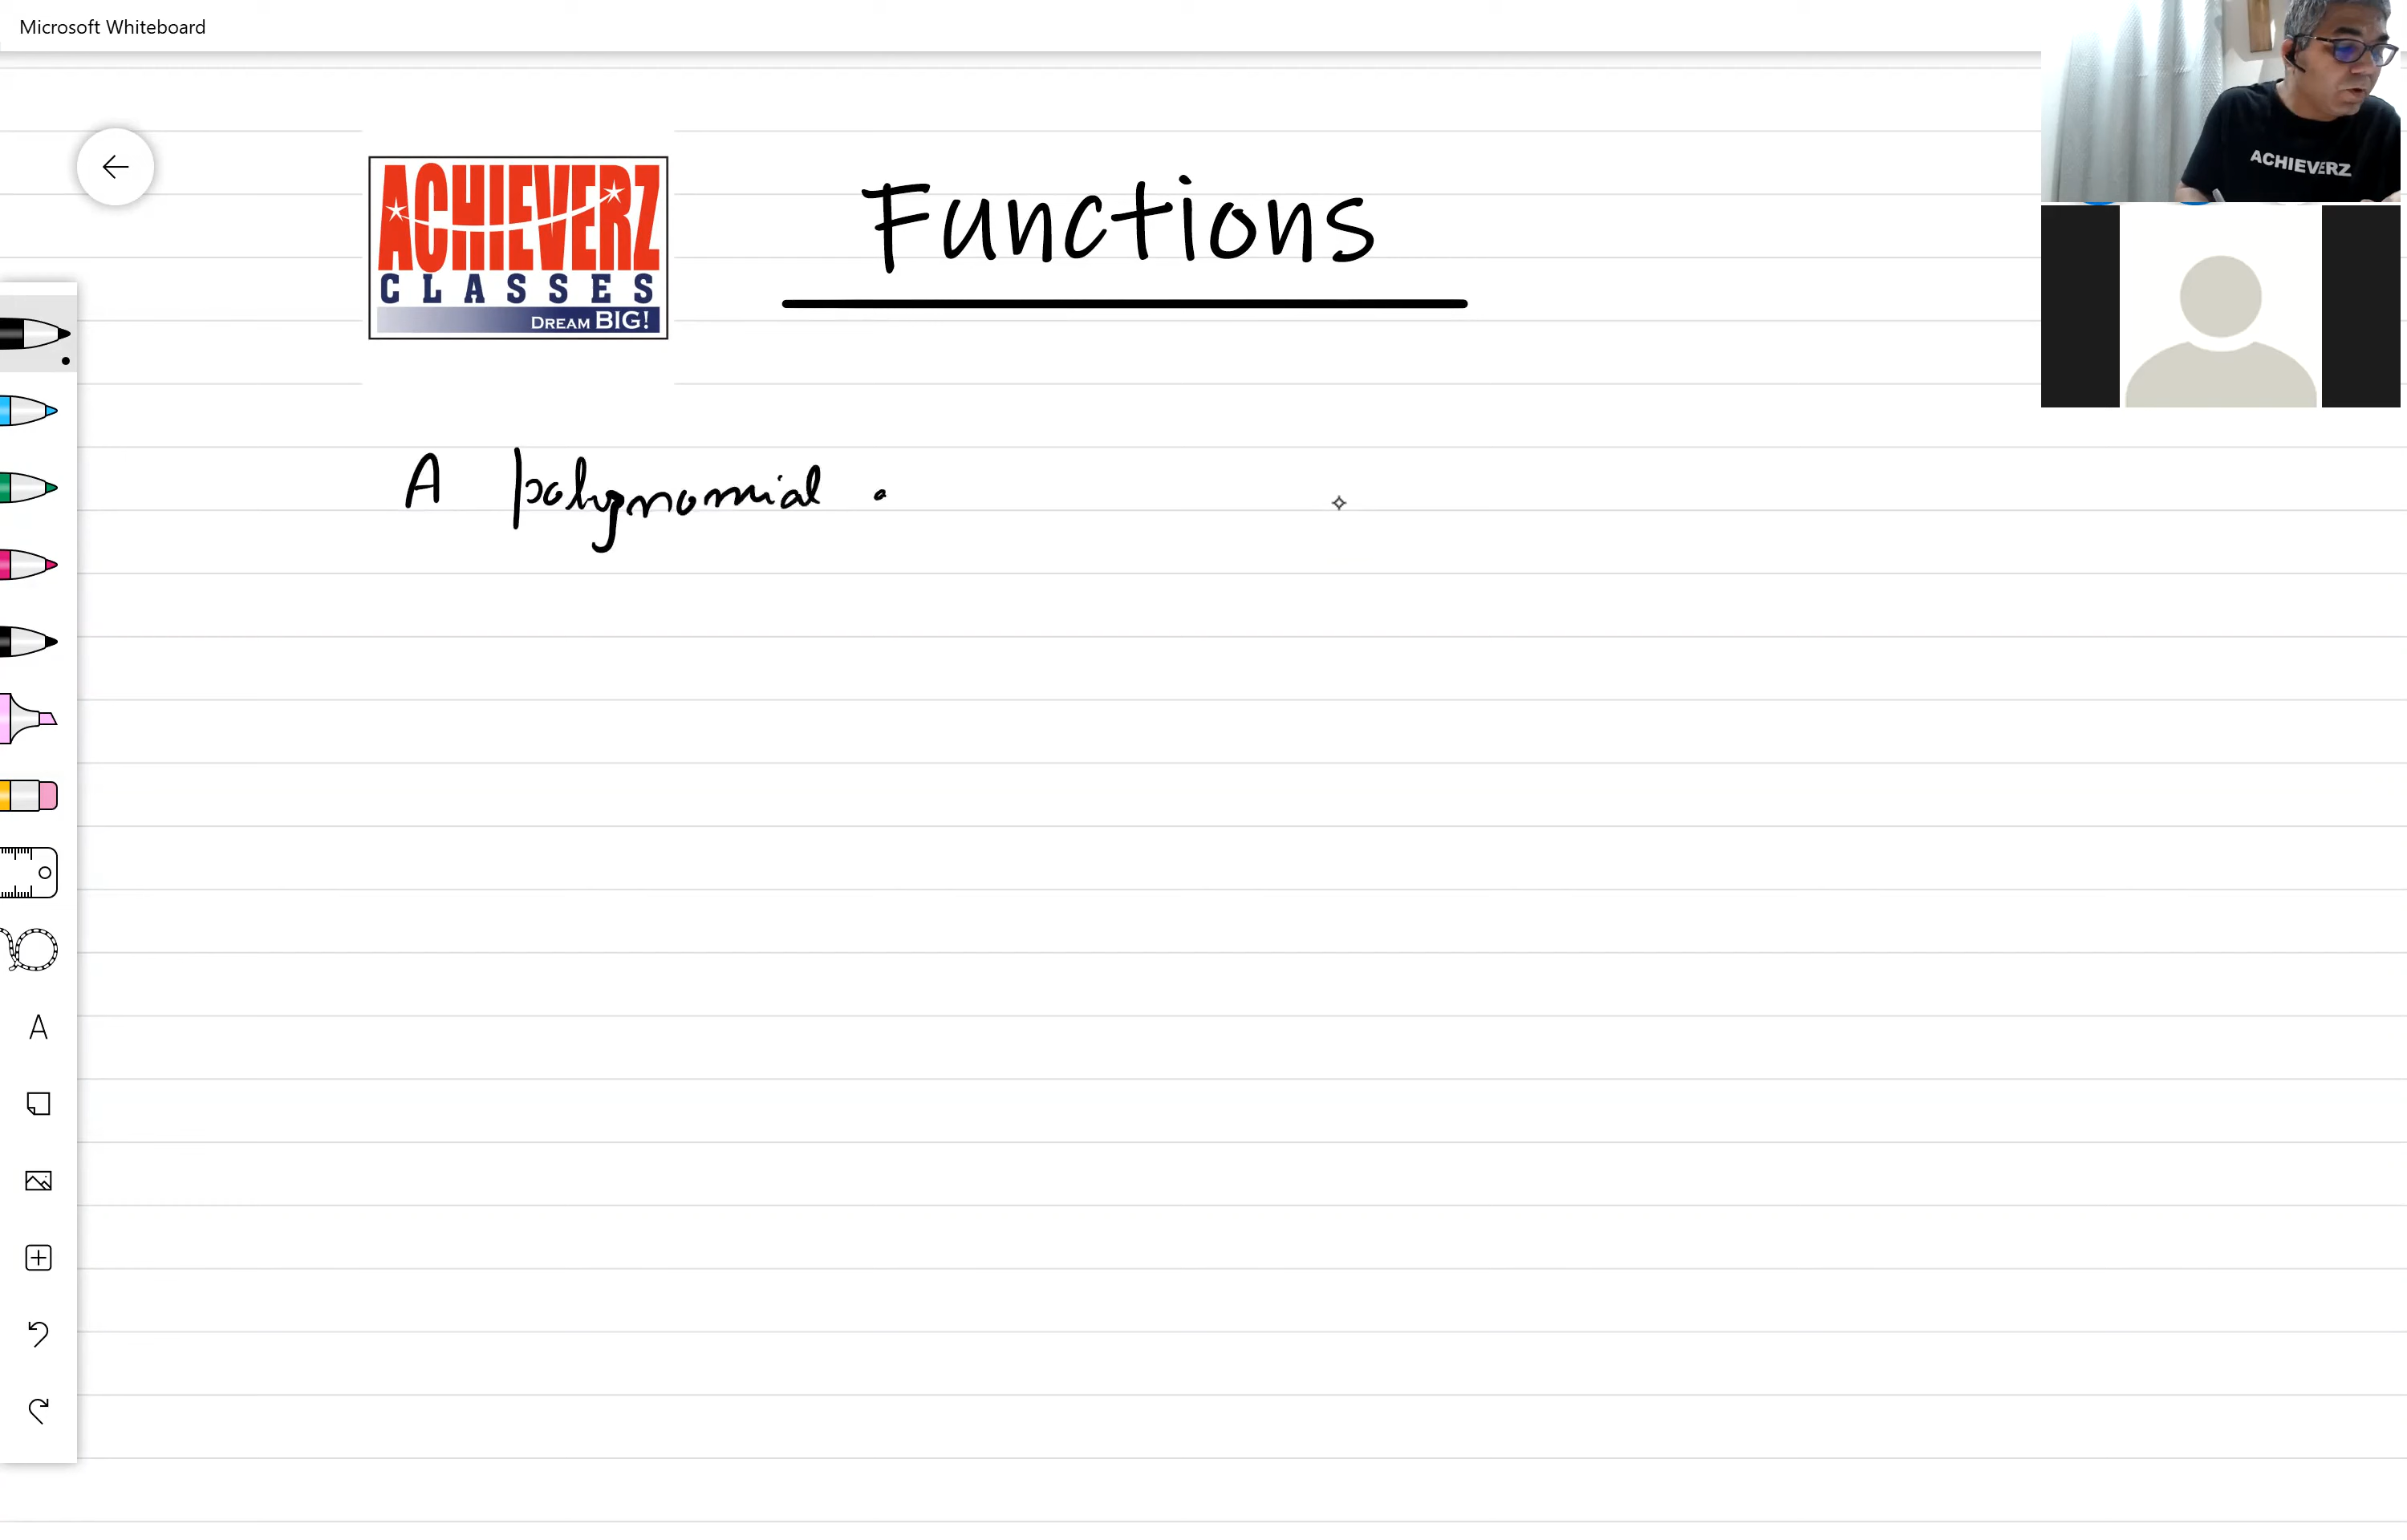 Microsoft Whiteboard
ACHIEVERZ
CLASSES
DREAM BIG!
Functions
ACHIEVERZ
A polynomial
A